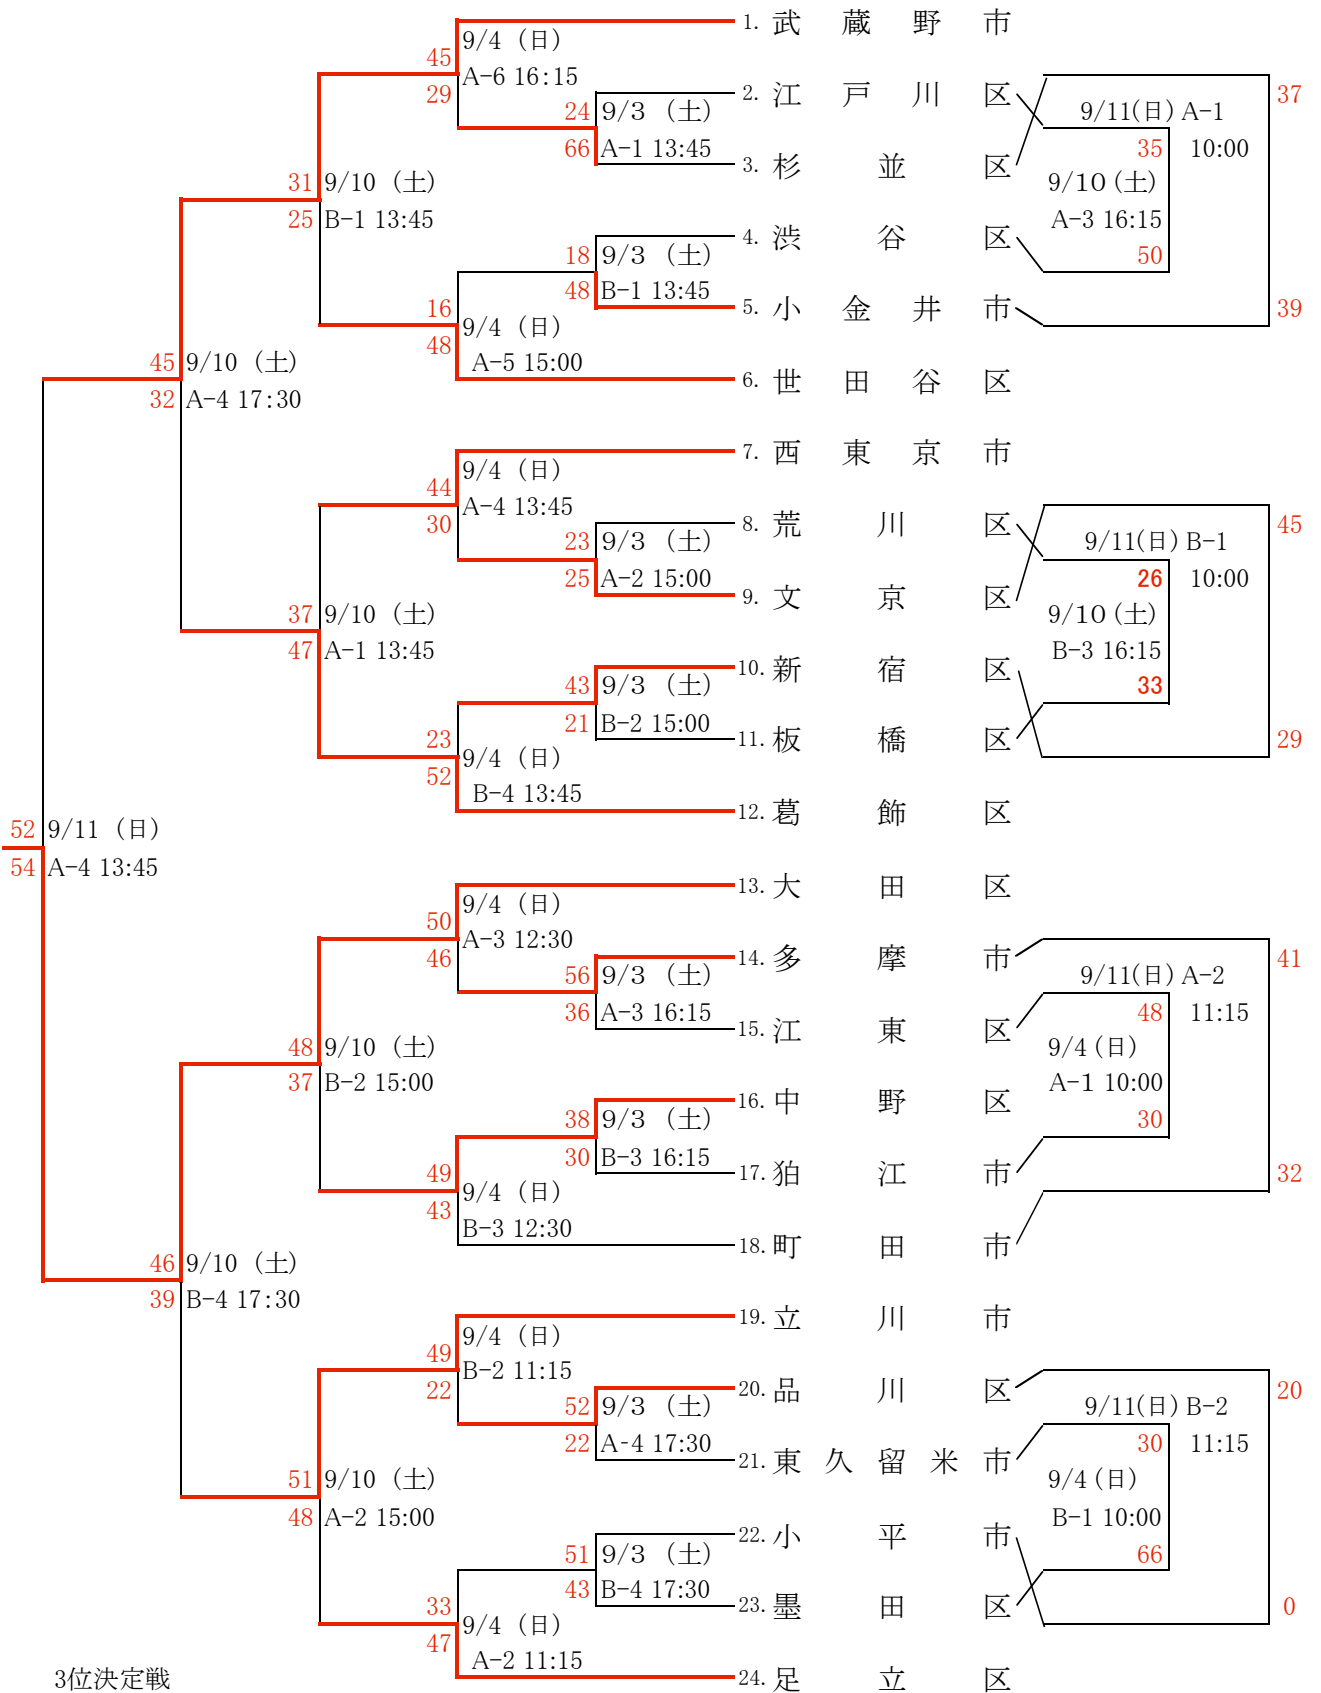 1. 武蔵野市
9/4 (日)
45
A-6 16:15
29
2. 江戸川区
37
24
9/3 (土)
9/11(日) A-1
66
A-1 13:45
35
10:00
3. 杉並区
31
9/10 (土)
9/10 (土)
25
B-1 13:45
A-3 16:15
4. 渋谷区
18
9/3 (土)
50
48
B-1 13:45
16
5. 小金井市
39
9/4 (日)
48
45
9/10 (土)
A-5 15:00
6. 世田谷区
32
A-4 17:30
7. 西東京市
9/4 (日)
44
A-4 13:45
30
8. 荒川区
45
23
9/3 (土)
9/11(日) B-1
25
A-2 15:00
26
10:00
9. 文京区
37
9/10 (土)
9/10 (土)
47
A-1 13:45
B-3 16:15
10. 新宿区
43
9/3 (土)
33
21
B-2 15:00
23
11. 板橋区
29
9/4 (日)
52
B-4 13:45
12. 葛飾区
52
9/11 (日)
54
A-4 13:45
13. 大田区
9/4 (日)
50
A-3 12:30
46
14. 多摩市
41
56
9/3 (土)
9/11(日) A-2
36
A-3 16:15
48
11:15
15. 江東区
48
9/10 (土)
9/4 (日)
37
B-2 15:00
A-1 10:00
16. 中野区
38
9/3 (土)
30
30
B-3 16:15
49
17. 狛江市
32
9/4 (日)
43
B-3 12:30
18. 町田市
46
9/10 (土)
39
B-4 17:30
19. 立川市
9/4 (日)
49
B-2 11:15
22
20. 品川区
20
52
9/3 (土)
9/11(日) B-2
22
A-4 17:30
30
11:15
21. 東久留米市
51
9/10 (土)
9/4 (日)
48
A-2 15:00
B-1 10:00
22. 小平市
51
9/3 (土)
66
43
B-4 17:30
33
23. 墨田区
0
9/4 (日)
47
A-2 11:15
24. 足立区
3位決定戦